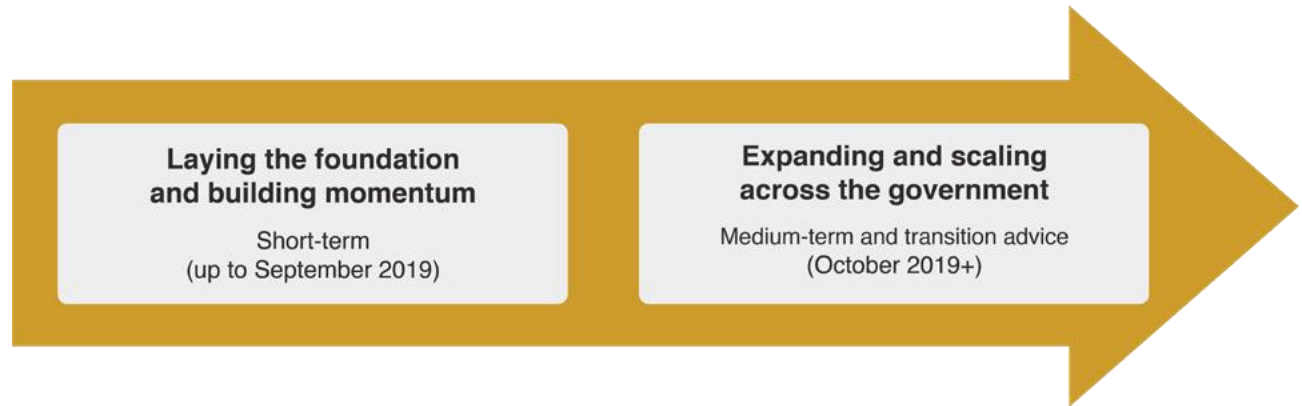 Laying the foundation
and building momentum
Short-term
(up to September 2019)
Expanding and scaling
across the government
Medium-term and transition advice
(October 2019+)